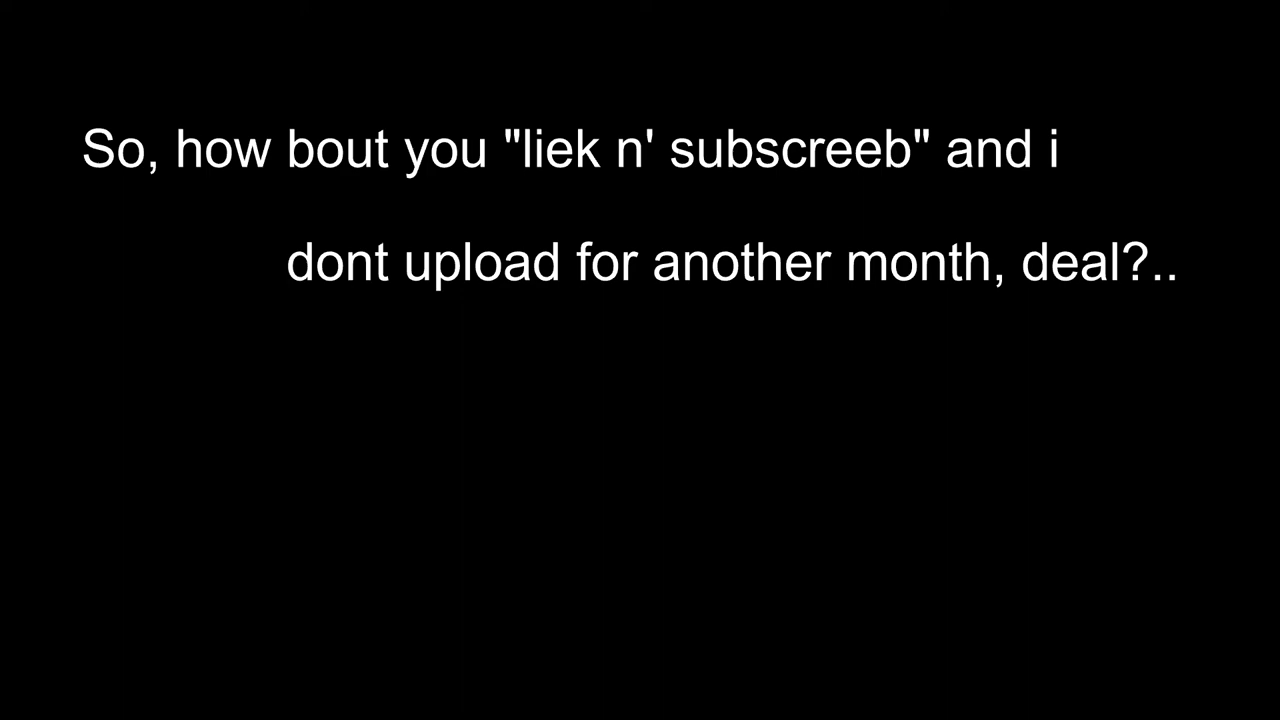 So, how bout you "liek n' subscreeb" and i
dont upload for another month, deal?..